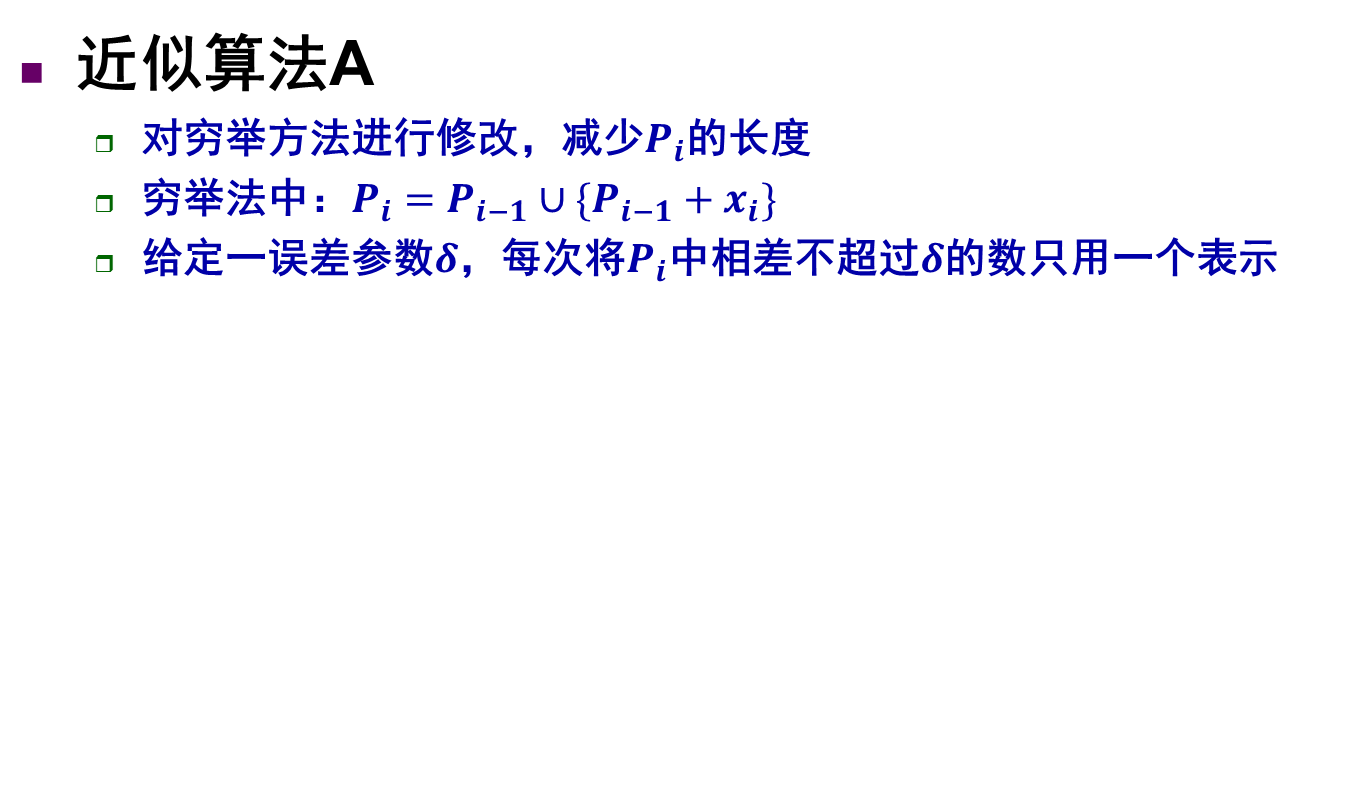 近似算法A
对穷举方法进行修改，减少𝑷𝒊的长度
穷举法中：𝑷𝒊 = 𝑷𝒊−𝟏 ∪ {𝑷𝒊−𝟏 + 𝒙𝒊}
给定一误差参数𝜹，每次将𝑷𝒊中相差不超过𝜹的数只用一个表示